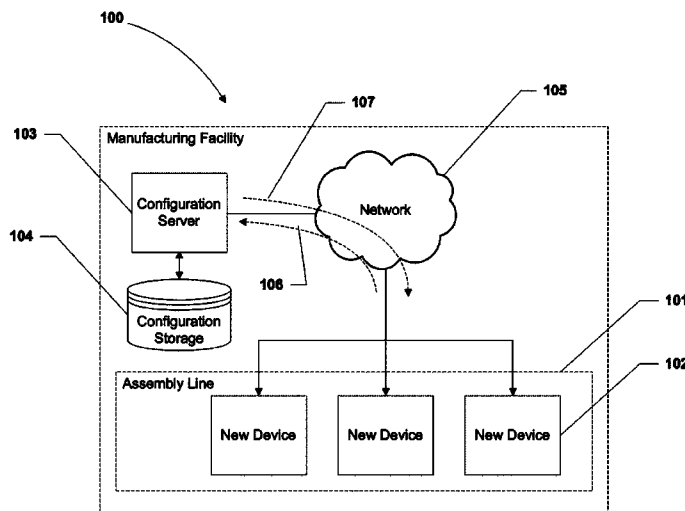 100
107
105
103
Manufacturing Facility
Configuration
Server
Network
104
106
Configuration
Storage
101
Assembly Line
102
New Device
New Device
New Device